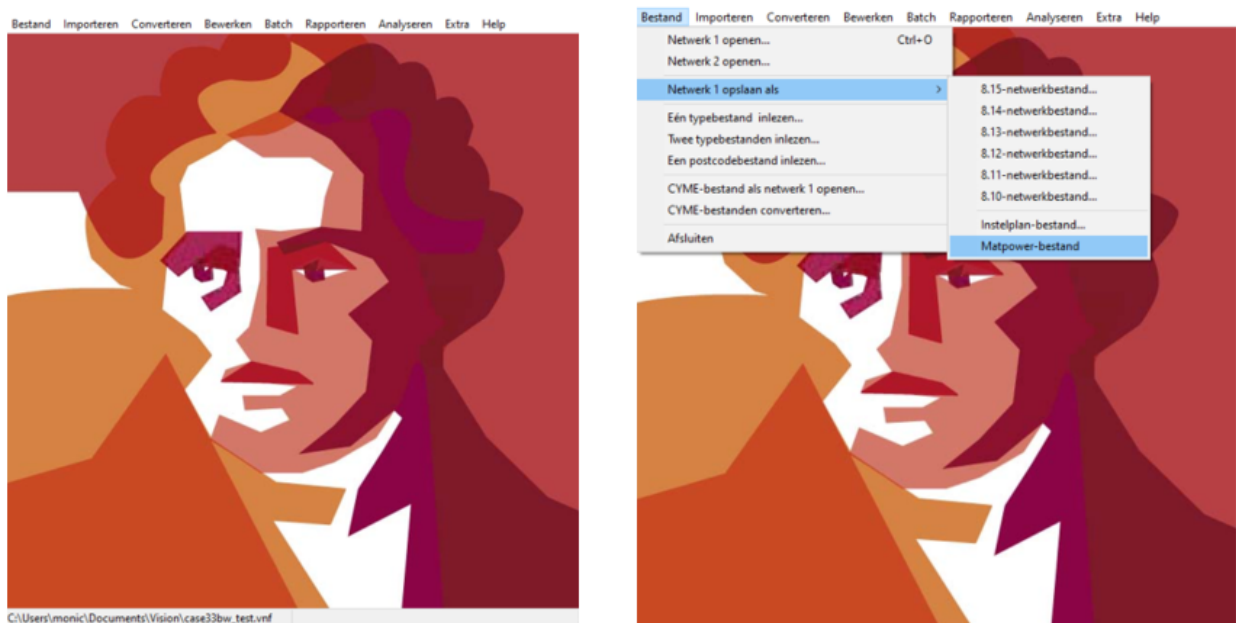 Bestand Importeren Converteren Bewerken Batch Rapporteren Analyseren Extra Help
C:\Users\monic\Documents\Vision\case33bw_test.vnf
Bestand Importeren Converteren Bewerken Batch Rapporteren Analyseren Extra Help
Netwerk 1 openen... Ctrl+O
Netwerk 2 openen...
Netwerk 1 opslaan als >
Eén typebestand inlezen...
Twee typebestanden inlezen...
Een postcodebestand inlezen...
CYME-bestand als netwerk 1 openen...
CYME-bestanden converteren...
Afsluiten
8.15-netwerkbestand...
8.14-netwerkbestand...
8.13-netwerkbestand...
8.12-netwerkbestand...
8.11-netwerkbestand...
8.10-netwerkbestand...
Instelplan-bestand...
Matpower-bestand